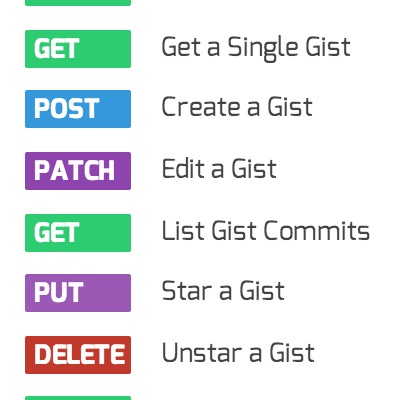 GET Get a Single Gist
POST Create a Gist
PATCH Edit a Gist
GET List Gist Commits
PUT Star a Gist
DELETE Unstar a Gist